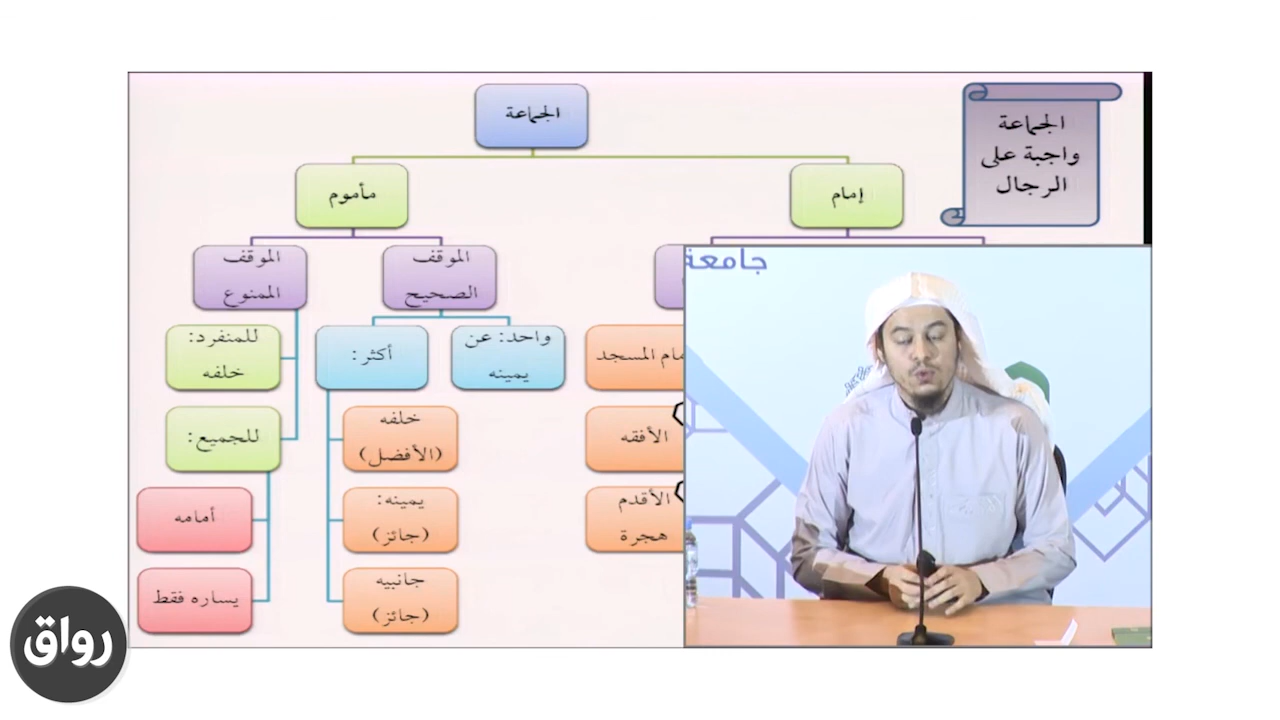 الجماعة
الجماعة
واجبة على
الرجال
إمام
مأموم
الموقف
الصحيح
الموقف
الممنوع
المسجد
الأفقه
الأقدم
هجرة
واحد: عن
يمينه
أكثر:
خلفه
(الأفضل)
يمينه:
(جائز)
جانبيه
(جائز)
للمنفرد:
خلفه
للجميع:
أمامه
يساره فقط
جامعة
رواق